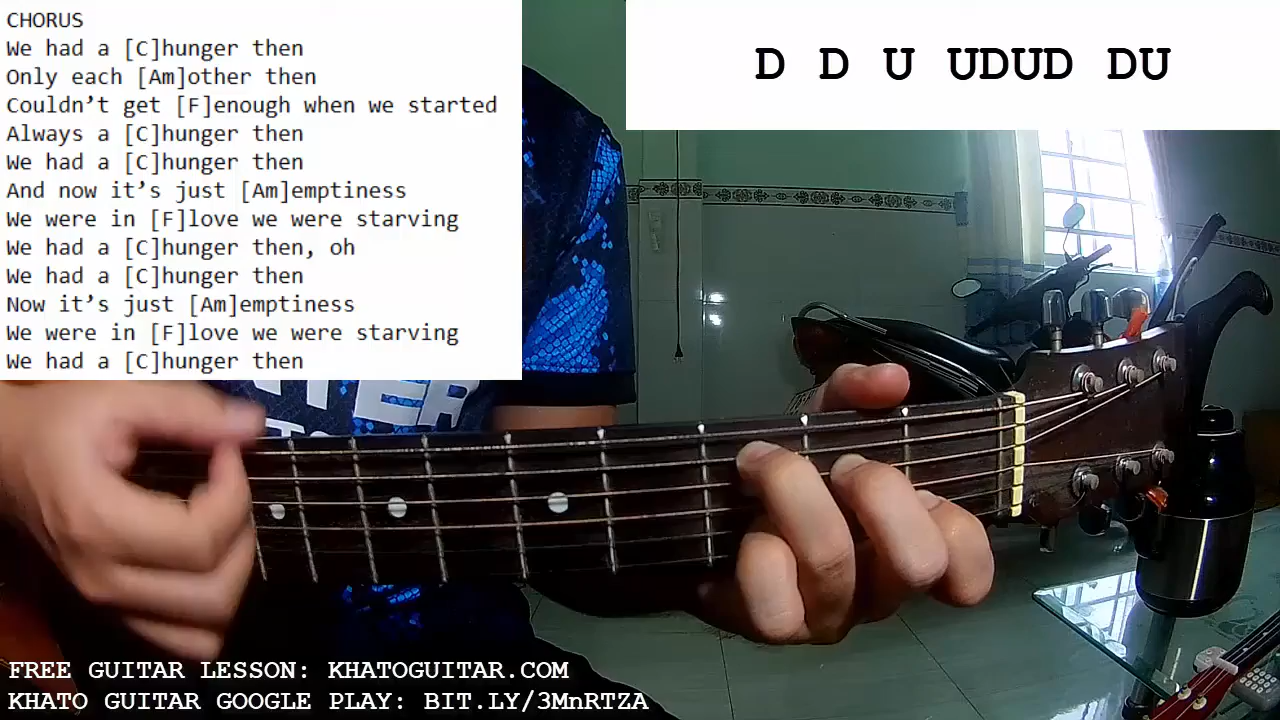 CHORUS
We had a [C]hunger then
Only each [Am]other then
Couldn’t get [F]enough when we started
Always a [C]hunger then
We had a [C]hunger then
And now it’s just [Am]emptiness
We were in [F]love we were starving
We had a [C]hunger then, oh
We had a [C]hunger then
Now it’s just [Am]emptiness
We were in [F]love we were starving
We had a [C]hunger then
D D U UDUD DU
FREE GUITAR LESSON: KHATOGUITAR.COM
KHATO GUITAR GOOGLE PLAY: BIT.LY/3MnRTZA